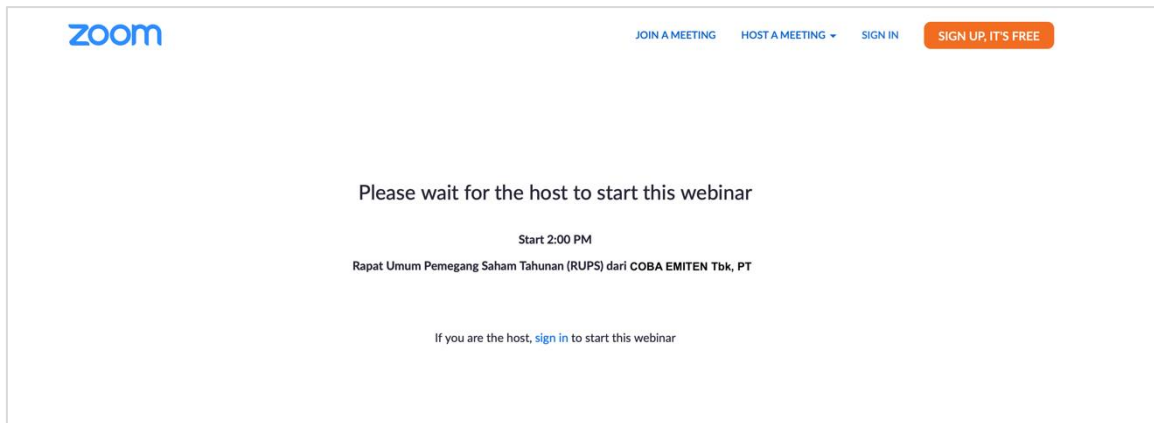 zoom JOIN A MEETING HOST A MEETING SIGN IN SIGN UP, IT'S FREE
Please wait for the host to start this webinar
Start 2:00 PM
Rapat Umum Pemegang Saham Tahunan (RUPS) dari COBA EMITEN Tbk, PT
If you are the host, sign in to start this webinar